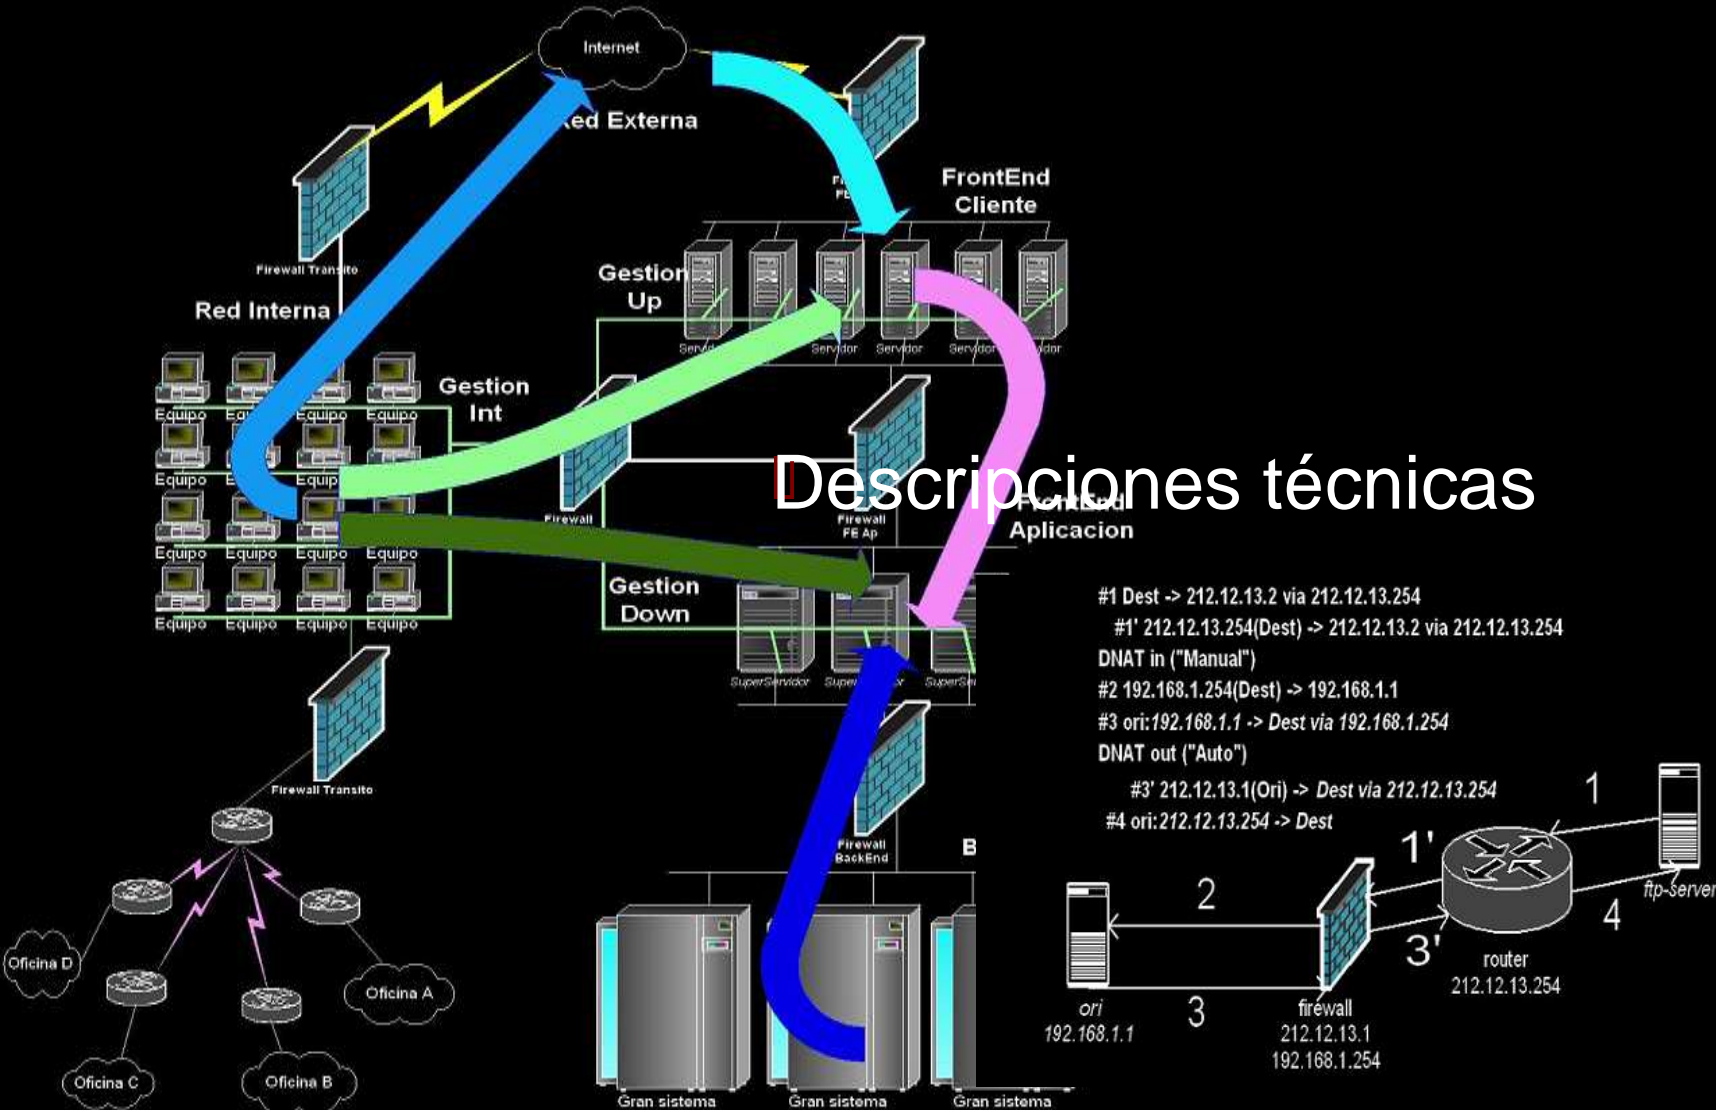 Internet
Red Externa
FrontEnd
Cliente
Firewall Transito
Gestion
Up
Red Interna
Servidor
Servidor
Servidor
Gestion
Int
Equipo
Equipo
Equipo
Equipo
Equipo
Equipo
Descripciones técnicas
FrontEnd
Aplicacion
Firewall
Firewall
FE Ap
Equipo
Equipo
Equipo
Equipo
Gestion
Down
Equipo
Equipo
Equipo
Equipo
SuperServidor
#1 Dest -> 212.12.13.2 via 212.12.13.254
#1' 212.12.13.254(Dest) -> 212.12.13.2 via 212.12.13.254
DNAT in ("Manual")
#2 192.168.1.254(Dest) -> 192.168.1.1
#3 ori:192.168.1.1 -> Dest via 192.168.1.254
DNAT out ("Auto")
#3' 212.12.13.1(Ori) -> Dest via 212.12.13.254
#4 ori:212.12.13.254 -> Dest
Firewall Transito
Firewall
BackEnd
B
1
1'
2
ftp-server
4
3'
3
router
212.12.13.254
ori
192.168.1.1
firewall
212.12.13.1
192.168.1.254
Oficina D
Oficina A
Oficina C
Oficina B
Gran sistema
Gran sistema
Gran sistema